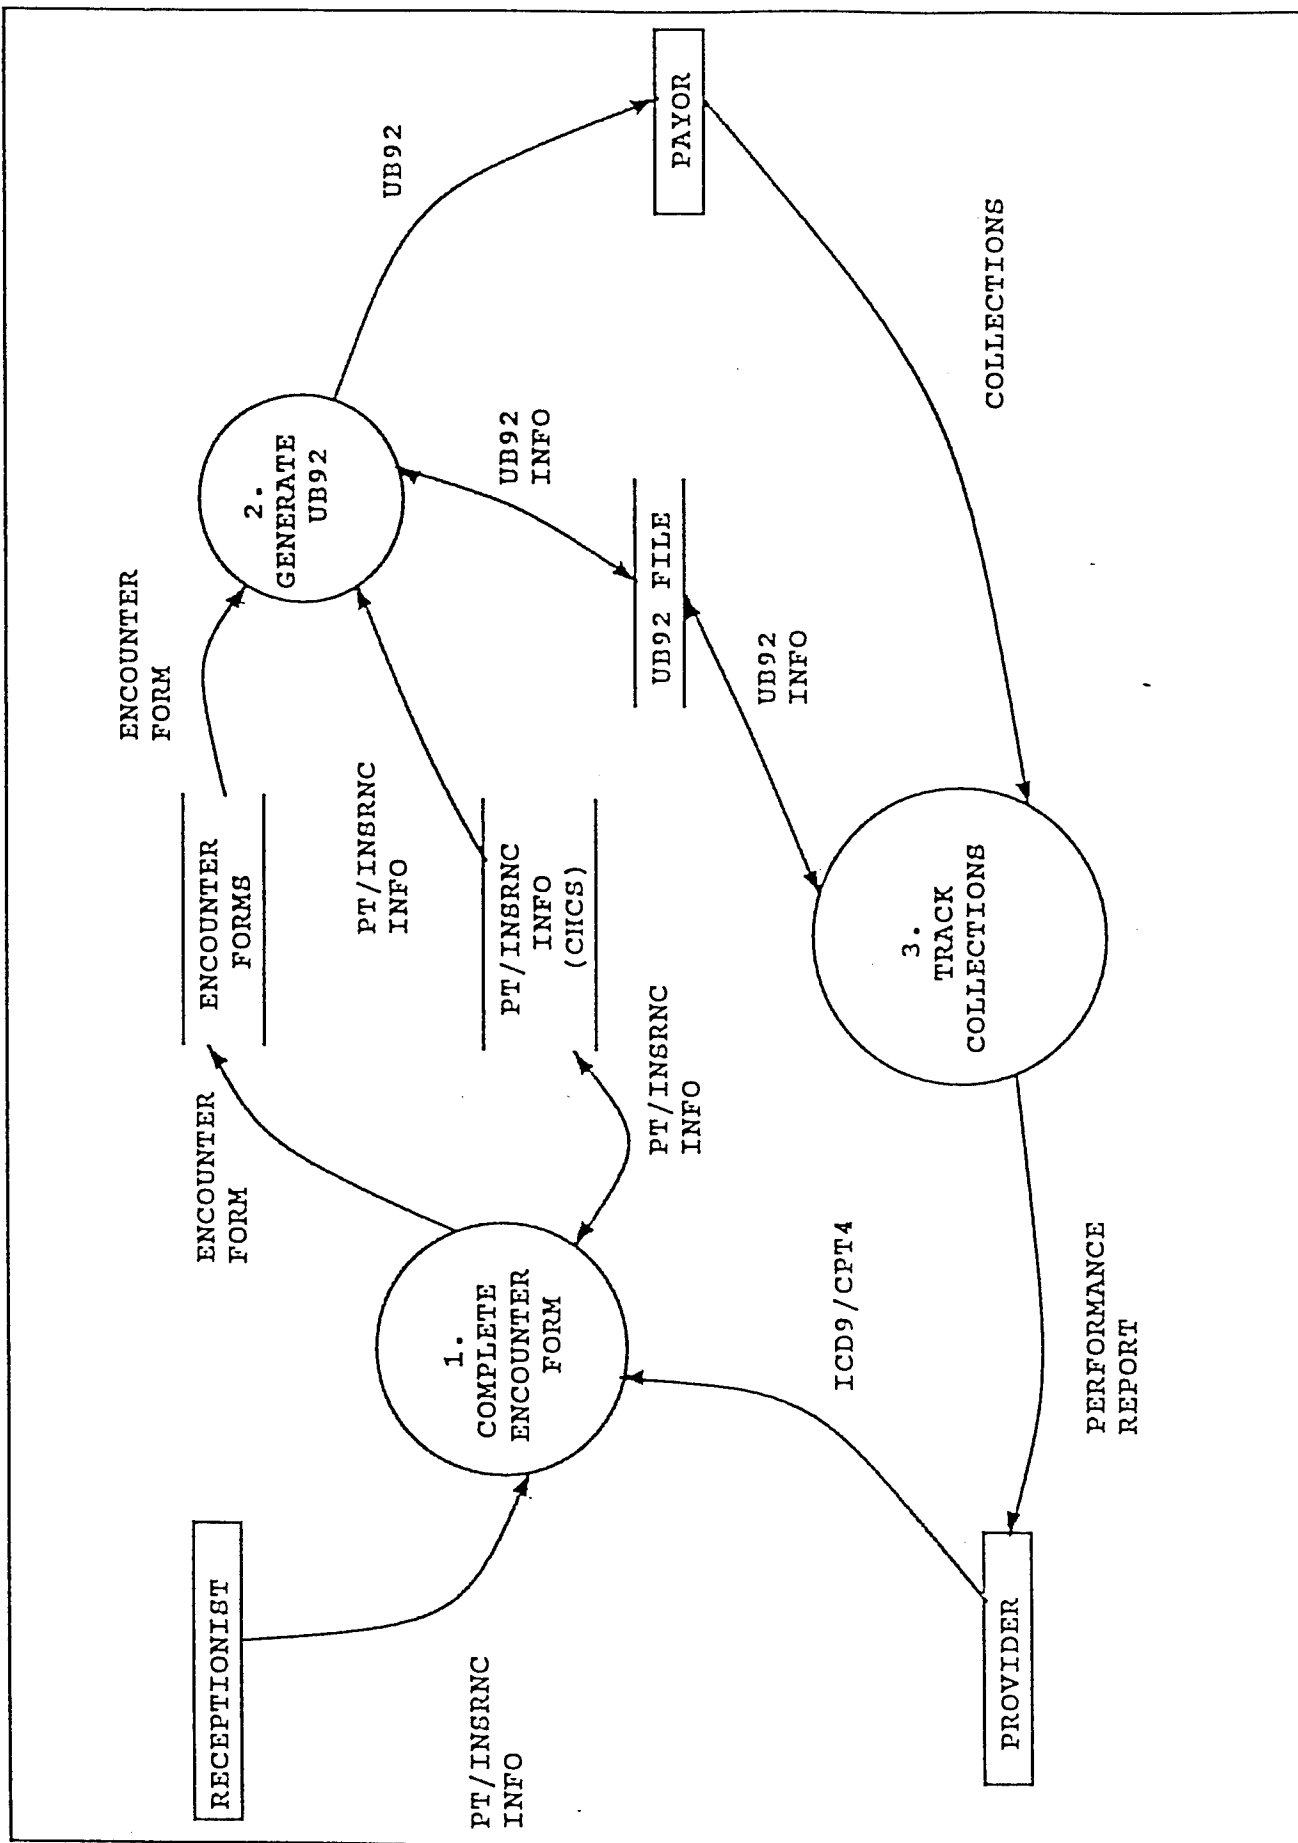 RECEPTIONIST
PT/INSRNC
INFO
1.
COMPLETE
ENCOUNTER
FORM
ENCOUNTER
FORM
ENCOUNTER
FORMS
ENCOUNTER
FORM
PT/INSRNC
INFO
PT/INSRNC
INFO
(CHCS)
PT/INSRNC
INFO
2.
GENERATE
UB92
UB92
UB92
INFO
UB92 FILE
UB92
INFO
PAYOR
COLLECTIONS
3.
TRACK
COLLECTIONS
ICD9/CPT4
PERFORMANCE
REPORT
PROVIDER